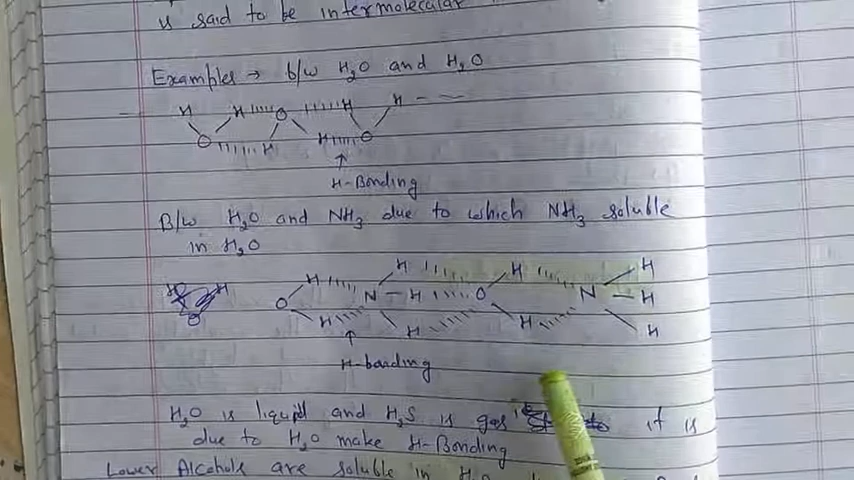 is said to be intermolecular
Examples → b/w H₂O and H₂O
H H O H H
O H H O
H-Bonding
B/w H₂O and NH₃ due to which NH₃ soluble
in H₂O
H H H H
O N H O N H
H H H H
H-bonding
H₂O is liquid and H₂S is gas it is
due to H₂O make H-Bonding
Lower Alcohols are soluble in H₂O